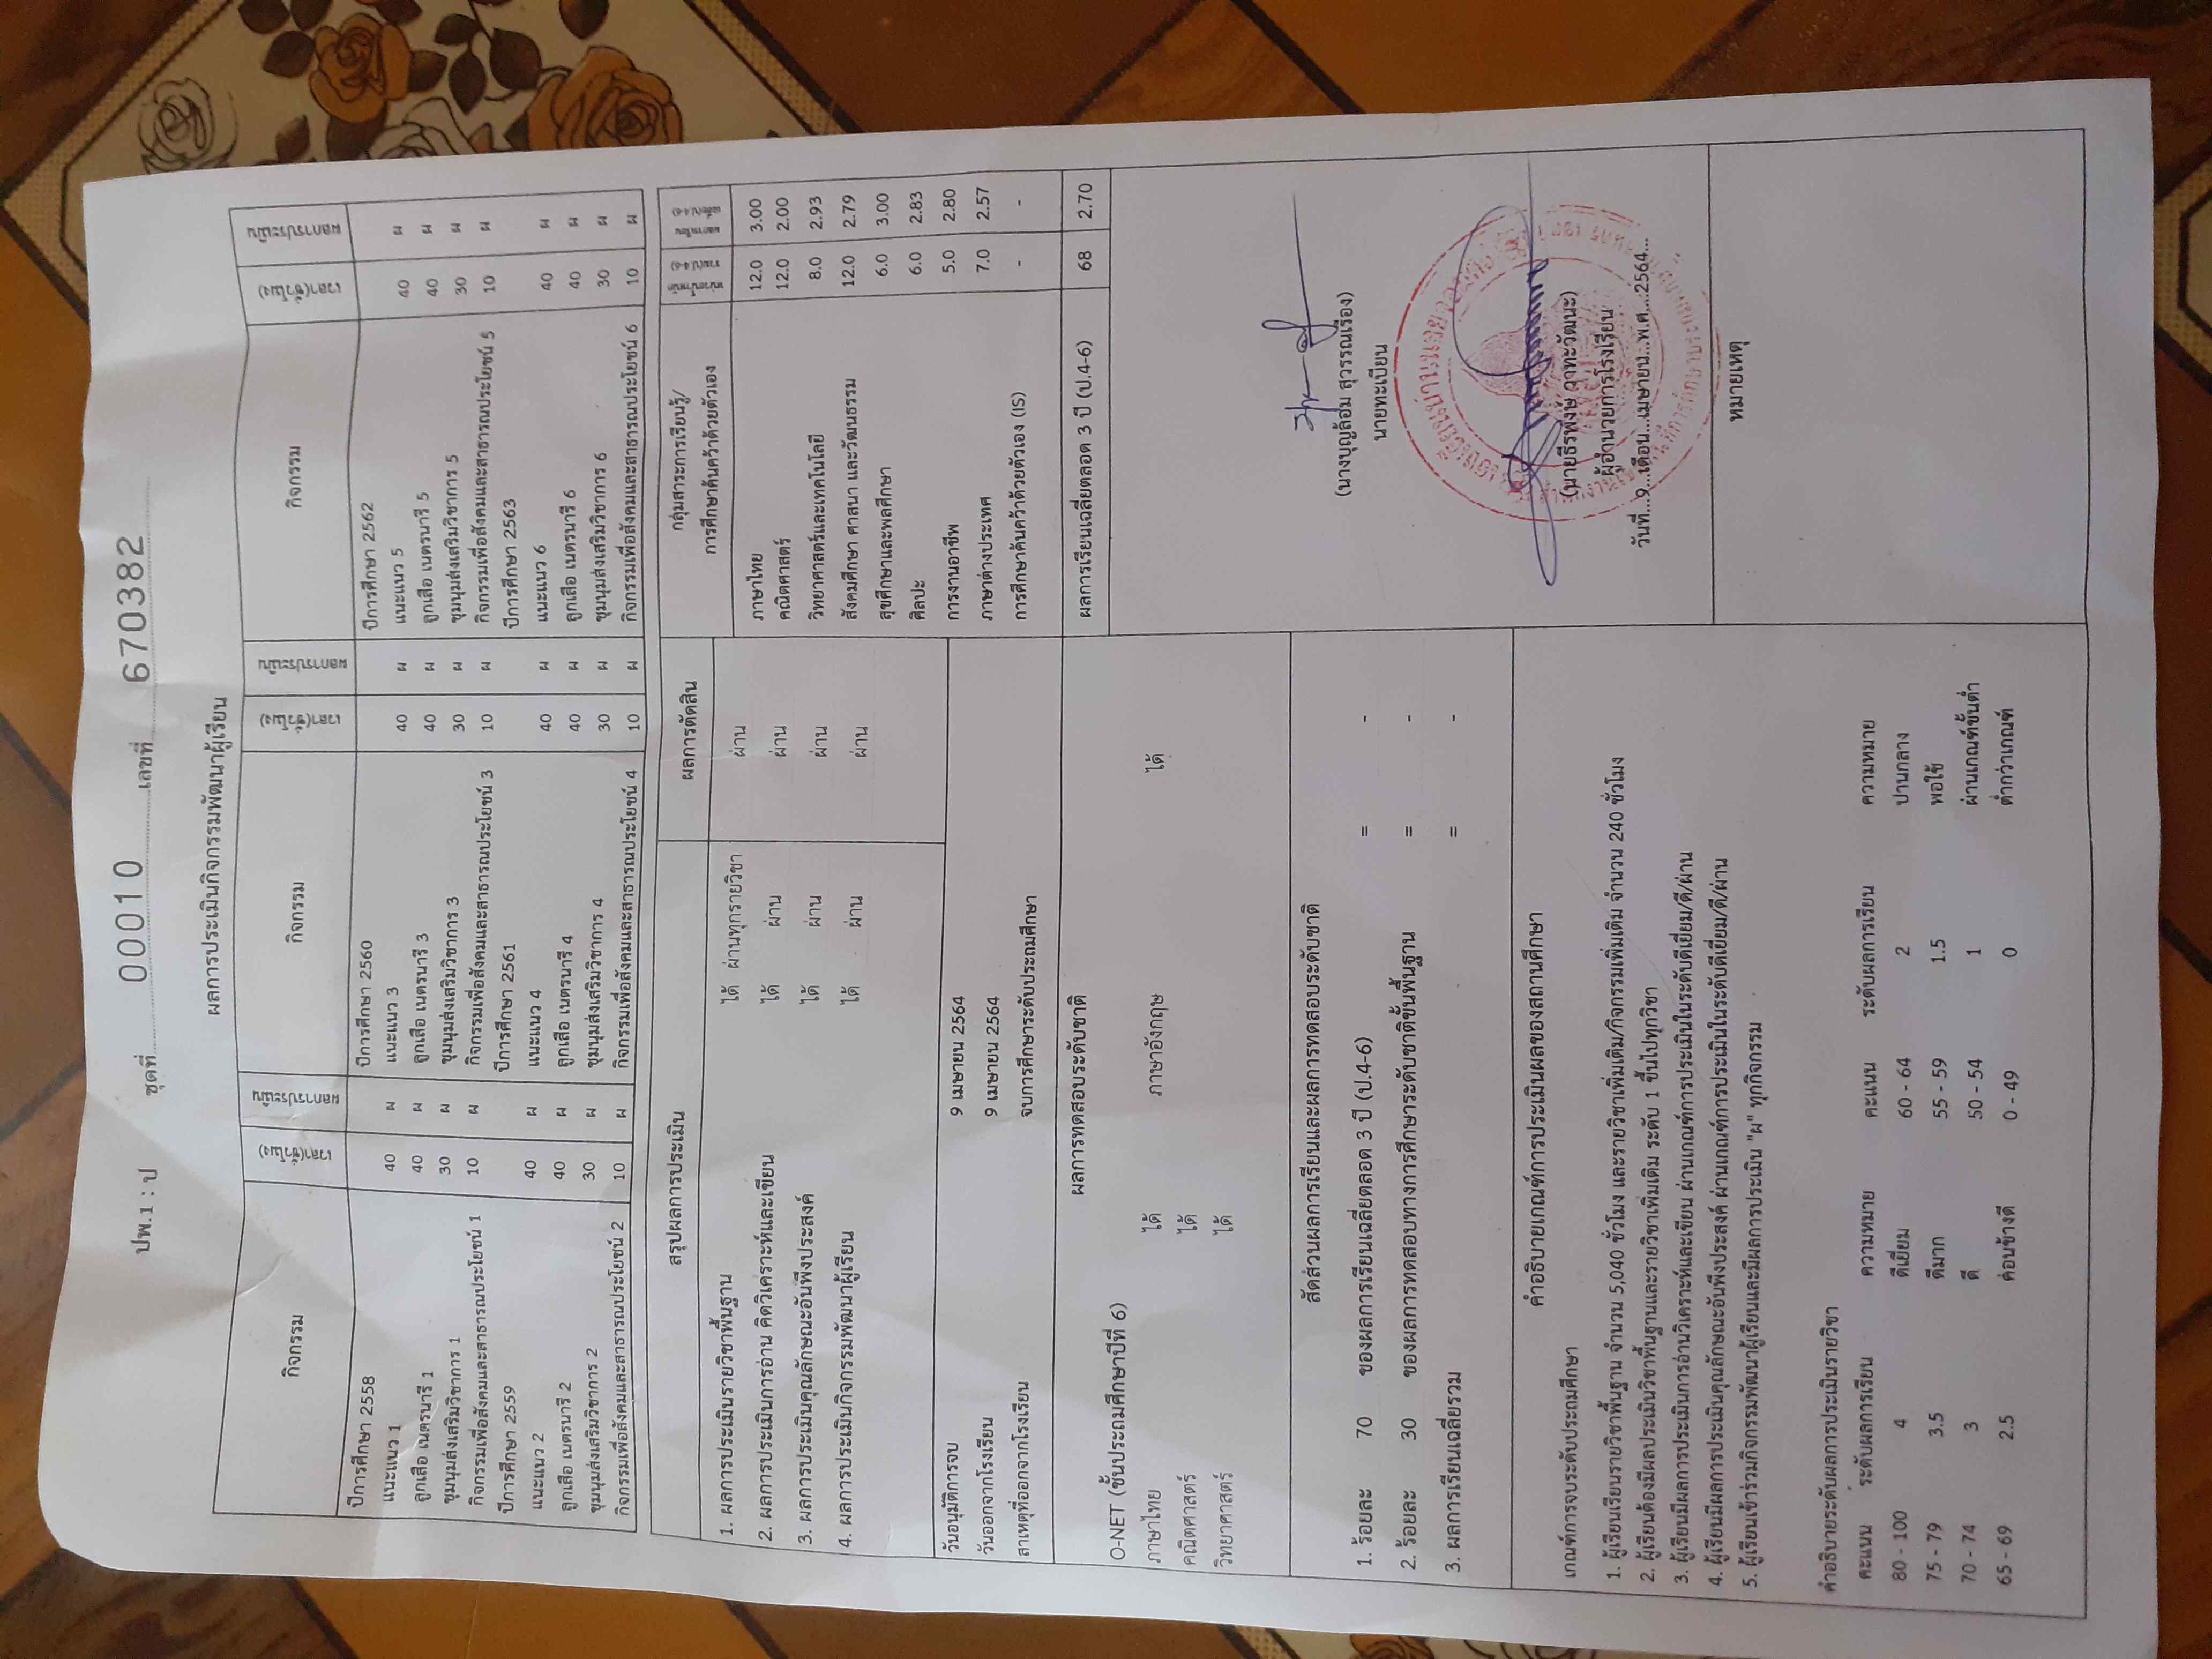 ปพ.1 : ป ชุดที่ 00010 เลขที่ 6703382
ผลการประเมินกิจกรรมพัฒนาผู้เรียน
กิจกรรม เวลา(ชั่วโมง) ผลการประเมิน กิจกรรม เวลา(ชั่วโมง) ผลการประเมิน กิจกรรม เวลา(ชั่วโมง) ผลการประเมิน
ปีการศึกษา 2558 ปีการศึกษา 2560 ปีการศึกษา 2562
แนะแนว 1 40 ผ แนะแนว 3 40 ผ แนะแนว 5 40 ผ
ลูกเสือ เนตรนารี 1 40 ผ ลูกเสือ เนตรนารี 3 40 ผ ลูกเสือ เนตรนารี 5 40 ผ
ชุมนุมส่งเสริมวิชาการ 1 30 ผ ชุมนุมส่งเสริมวิชาการ 3 30 ผ ชุมนุมส่งเสริมวิชาการ 5 30 ผ
กิจกรรมเพื่อสังคมและสาธารณประโยชน์ 1 10 ผ กิจกรรมเพื่อสังคมและสาธารณประโยชน์ 3 10 ผ กิจกรรมเพื่อสังคมและสาธารณประโยชน์ 5 10 ผ
ปีการศึกษา 2559 ปีการศึกษา 2561 ปีการศึกษา 2563
แนะแนว 2 40 ผ แนะแนว 4 40 ผ แนะแนว 6 40 ผ
ลูกเสือ เนตรนารี 2 40 ผ ลูกเสือ เนตรนารี 4 40 ผ ลูกเสือ เนตรนารี 6 40 ผ
ชุมนุมส่งเสริมวิชาการ 2 30 ผ ชุมนุมส่งเสริมวิชาการ 4 30 ผ ชุมนุมส่งเสริมวิชาการ 6 30 ผ
กิจกรรมเพื่อสังคมและสาธารณประโยชน์ 2 10 ผ กิจกรรมเพื่อสังคมและสาธารณประโยชน์ 4 10 ผ กิจกรรมเพื่อสังคมและสาธารณประโยชน์ 6 10 ผ
สรุปผลการประเมิน ผลการตัดสิน
1. ผลการประเมินรายวิชาพื้นฐาน ได้ ผ่านทุกรายวิชา ผ่าน
2. ผลการประเมินการอ่าน คิดวิเคราะห์และเขียน ได้ ผ่าน ผ่าน
3. ผลการประเมินคุณลักษณะอันพึงประสงค์ ได้ ผ่าน ผ่าน
4. ผลการประเมินกิจกรรมพัฒนาผู้เรียน ได้ ผ่าน ผ่าน
วันอนุมัติการจบ 9 เมษายน 2564
วันออกจากโรงเรียน 9 เมษายน 2564
สาเหตุที่ออกจากโรงเรียน จบการศึกษาระดับประถมศึกษา
กลุ่มสาระการเรียนรู้/
การศึกษาค้นคว้าด้วยตัวเอง
ภาษาไทย 12.0 3.00
คณิตศาสตร์ 12.0 2.00
วิทยาศาสตร์และเทคโนโลยี 8.0 2.93
สังคมศึกษา ศาสนา และวัฒนธรรม 12.0 2.79
สุขศึกษาและพลศึกษา 6.0 3.00
ศิลปะ 6.0 2.83
การงานอาชีพ 5.0 2.80
ภาษาต่างประเทศ 7.0 2.57
การศึกษาค้นคว้าด้วยตัวเอง (IS) - -
ผลการเรียนเฉลี่ยตลอด 3 ปี (ป.4-6) 68 2.70
ผลการทดสอบระดับชาติ
O-NET (ชั้นประถมศึกษาปีที่ 6)
ภาษาไทย ได้ ภาษาอังกฤษ ได้
คณิตศาสตร์ ได้
วิทยาศาสตร์ ได้
สัดส่วนผลการเรียนและผลการทดสอบระดับชาติ
1. ร้อยละ 70 ของผลการเรียนเฉลี่ยตลอด 3 ปี (ป.4-6) = -
2. ร้อยละ 30 ของผลการทดสอบทางการศึกษาระดับชาติขั้นพื้นฐาน = -
3. ผลการเรียนเฉลี่ยรวม = -
(นางบุญล้อม สุวรรณเรือง)
นายทะเบียน
(นายธีรพงษ์ วาทะวัฒนะ)
ผู้อำนวยการโรงเรียน
วันที่...9...เดือน...เมษายน...พ.ศ....2564...
หมายเหตุ
คำอธิบายเกณฑ์การประเมินผลของสถานศึกษา
เกณฑ์การจบระดับประถมศึกษา
1. ผู้เรียนเรียนรายวิชาพื้นฐาน จำนวน 5,040 ชั่วโมง และรายวิชาเพิ่มเติม/กิจกรรมเพิ่มเติม จำนวน 240 ชั่วโมง
2. ผู้เรียนต้องมีผลประเมินวิชาพื้นฐานและรายวิชาเพิ่มเติม ระดับ 1 ขึ้นไปทุกวิชา
3. ผู้เรียนมีผลการประเมินการอ่านวิเคราะห์และเขียน ผ่านเกณฑ์การประเมินในระดับดีเยี่ยม/ดี/ผ่าน
4. ผู้เรียนมีผลการประเมินคุณลักษณะอันพึงประสงค์ ผ่านเกณฑ์การประเมินในระดับดีเยี่ยม/ดี/ผ่าน
5. ผู้เรียนเข้าร่วมกิจกรรมพัฒนาผู้เรียนและมีผลการประเมิน "ผ" ทุกกิจกรรม
คำอธิบายระดับผลการประเมินรายวิชา
คะแนน ระดับผลการเรียน ความหมาย คะแนน ระดับผลการเรียน ความหมาย
80 - 100 4 ดีเยี่ยม 60 - 64 2 ปานกลาง
75 - 79 3.5 ดีมาก 55 - 59 1.5 พอใช้
70 - 74 3 ดี 50 - 54 1 ผ่านเกณฑ์ขั้นต่ำ
65 - 69 2.5 ค่อนข้างดี 0 - 49 0 ต่ำกว่าเกณฑ์